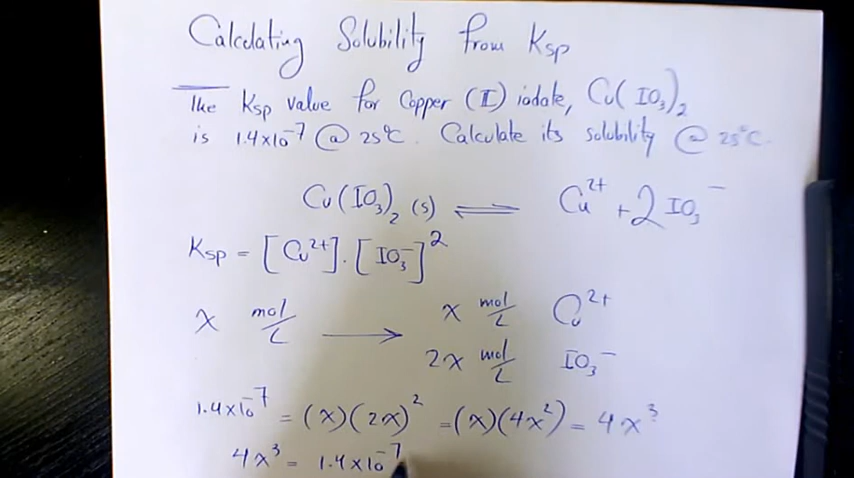 Calculating Solubility from Ksp
The Ksp value for Copper (I) iodate, Cu(IO₃)₂
is 1.4x10⁻⁷ @ 25°C. Calculate its solubility @ 25°C.
Cu(IO₃)₂ (s) ⇌ Cu²⁺ + 2 IO₃⁻
Ksp = [Cu²⁺].[IO₃⁻]²
x mol/L → x mol/L Cu²⁺
2x mol/L IO₃⁻
1.4x10⁻⁷ = (x)(2x)² = (x)(4x²) = 4x³
4x³ = 1.4x10⁻⁷